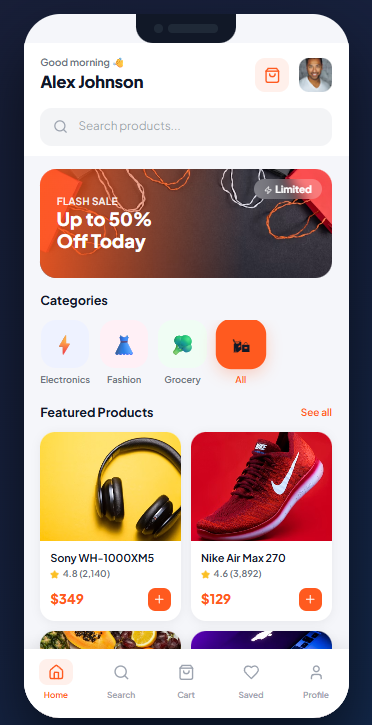 Good morning
Alex Johnson
Search products...
Limited
FLASH SALE
Up to 50%
Off Today
Categories
Electronics
Fashion
Grocery
All
Featured Products
See all
NIKE
Sony WH-1000XM5
4.8 (2,140)
$349
+
Nike Air Max 270
4.6 (3,892)
$129
+
Home
Search
Cart
Saved
Profile